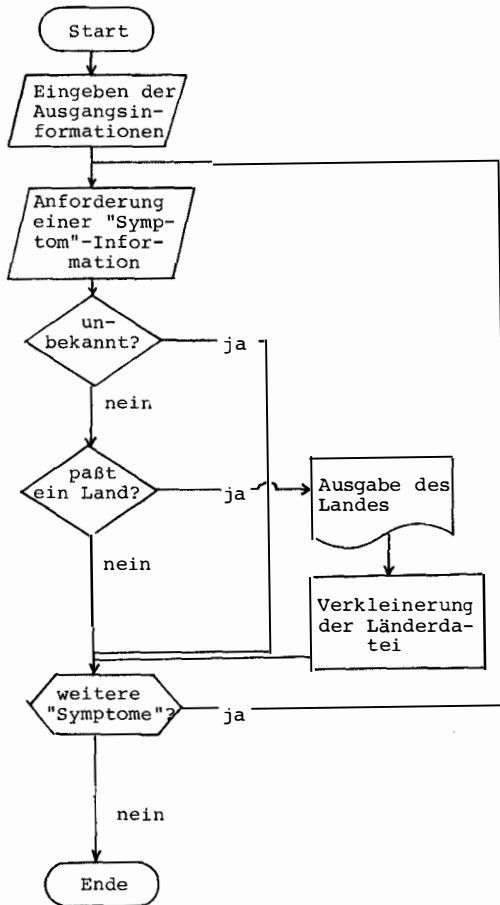 Start
Eingeben der
Ausgangsin-
formationen
Anforderung
einer "Symp-
tom"-Infor-
mation
un-
bekannt?
ja
nein
paßt
ein Land?
ja
Ausgabe des
Landes
nein
Verkleinerung
der Länderda-
tei
weitere
"Symptome"?
ja
nein
Ende